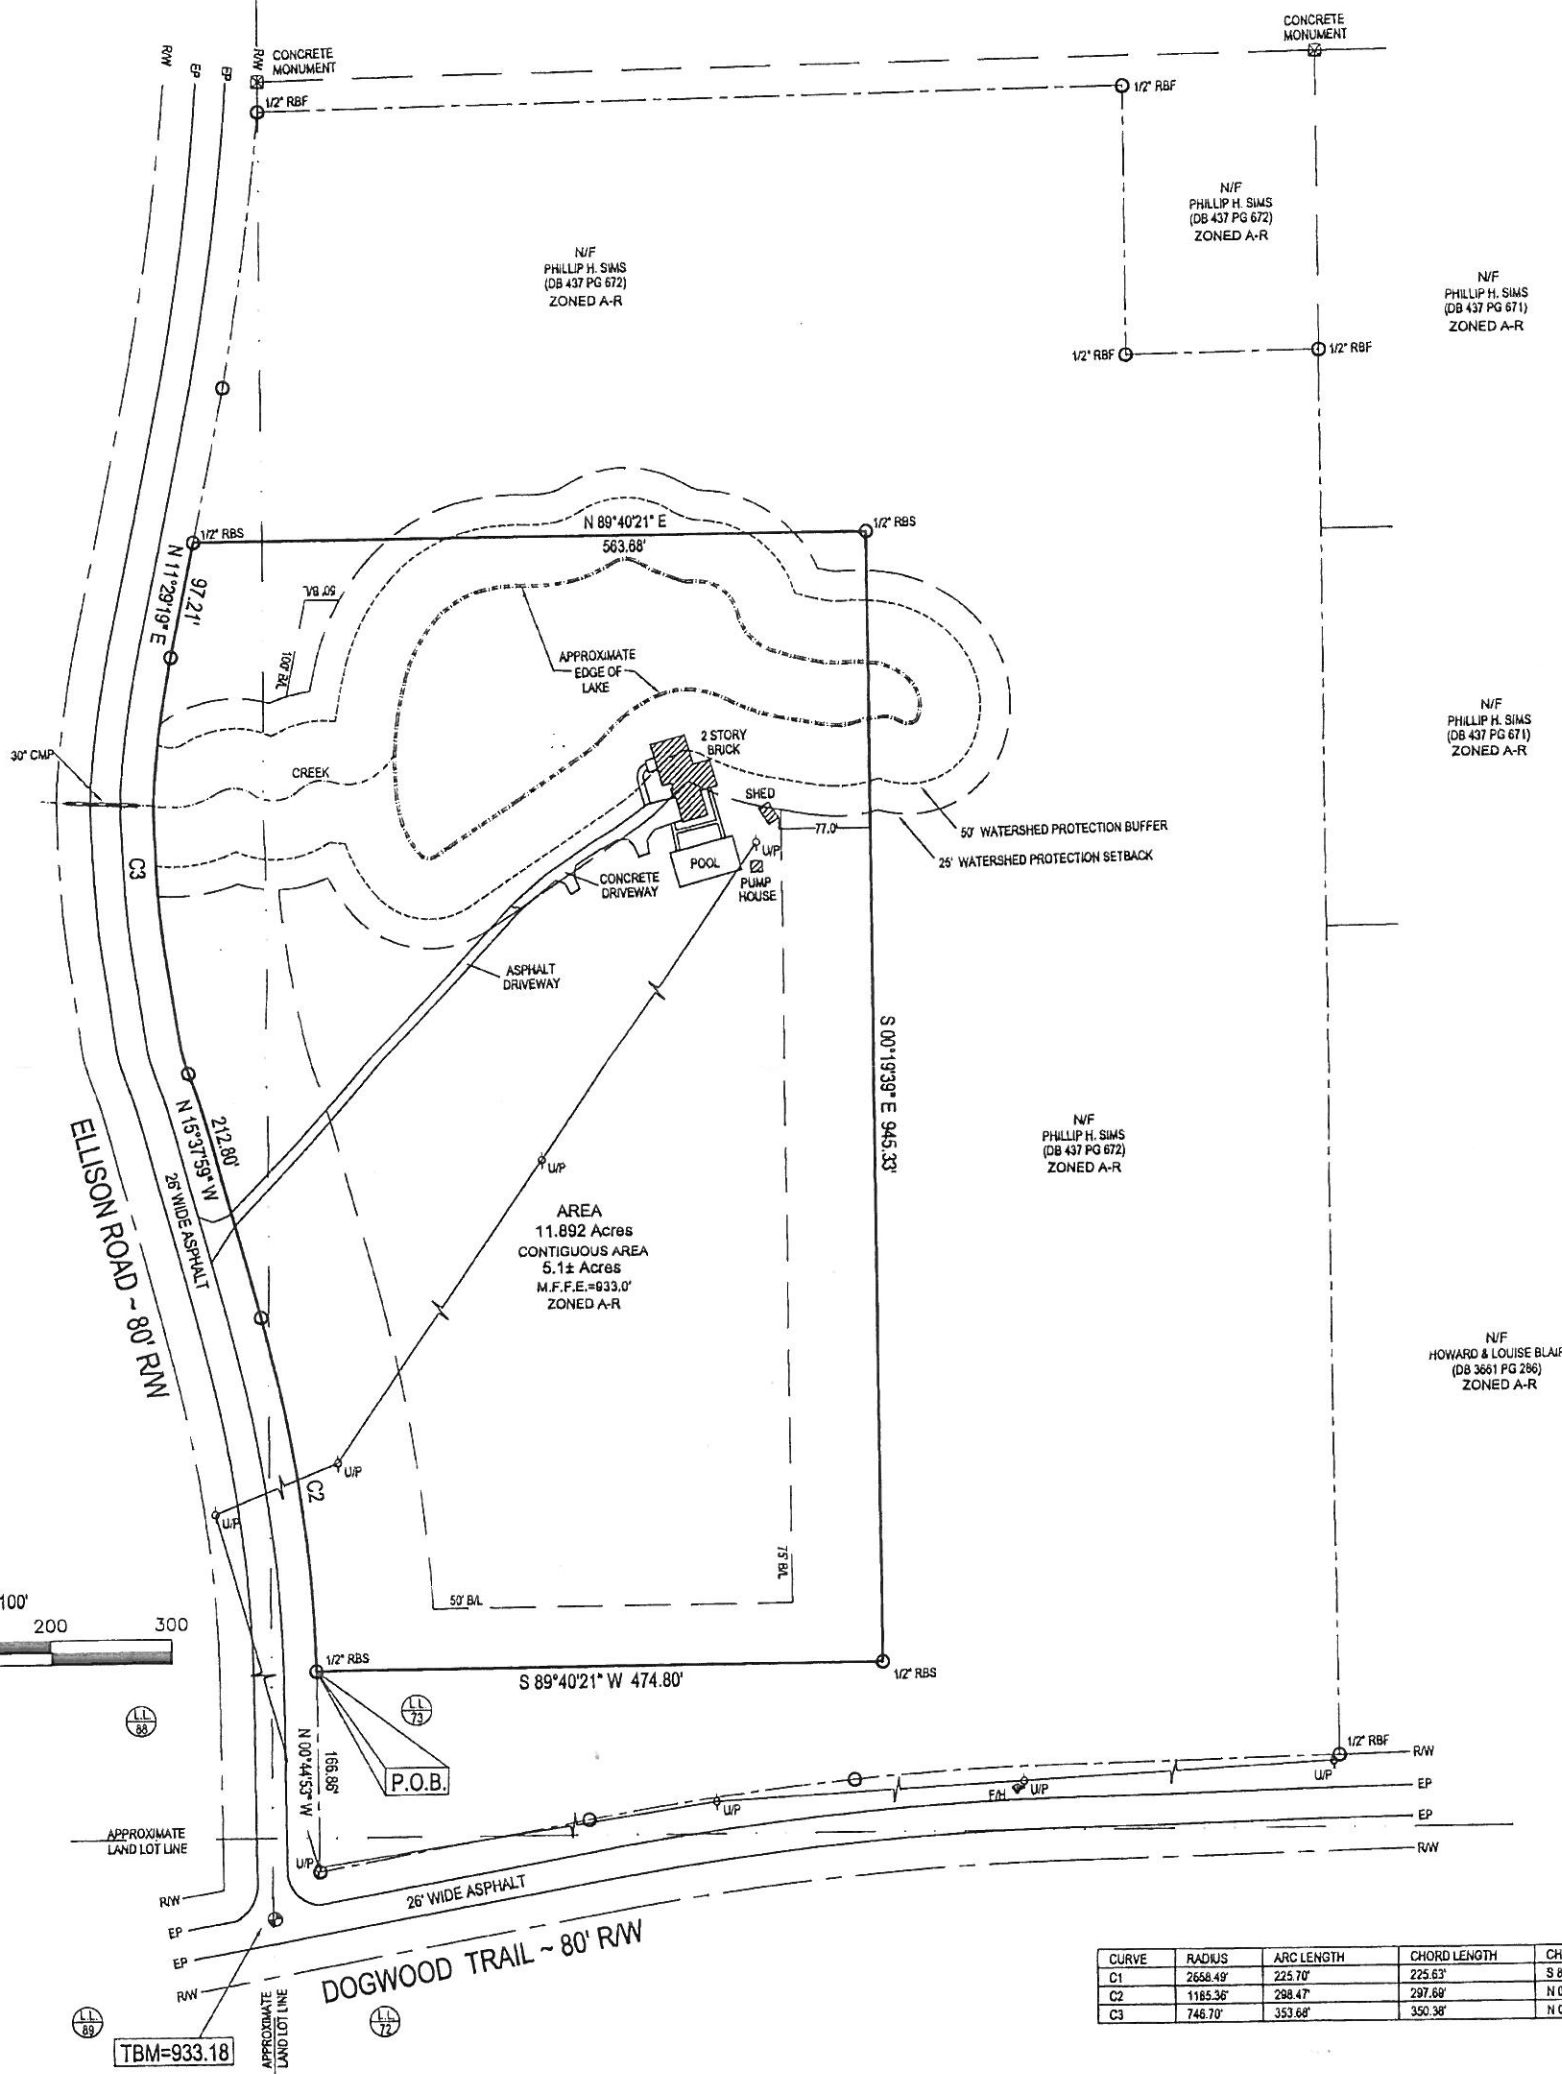 CONCRETE
MONUMENT
CONCRETE
MONUMENT
R/W
EP
EP
R/W
1/2" RBF
1/2" RBF
N/F
PHILLIP H. SIMS
(DB 437 PG 672)
ZONED A-R
N/F
PHILLIP H. SIMS
(DB 437 PG 672)
ZONED A-R
N/F
PHILLIP H. SIMS
(DB 437 PG 671)
ZONED A-R
1/2" RBF
1/2" RBF
1/2" RBS
N 89°40'21" E
563.68'
1/2" RBS
N 11°29'19" E
97.21'
50' B/L
100' B/L
APPROXIMATE
EDGE OF
LAKE
N/F
PHILLIP H. SIMS
(DB 437 PG 671)
ZONED A-R
30" CMP
CREEK
2 STORY
BRICK
SHED
77.0'
50' WATERSHED PROTECTION BUFFER
25' WATERSHED PROTECTION SETBACK
C3
U/P
POOL
PUMP
HOUSE
CONCRETE
DRIVEWAY
ASPHALT
DRIVEWAY
S 00°19'39" E 945.33'
N 15°37'59" W
212.80'
ELLISON ROAD ~ 80' R/W
26' WIDE ASPHALT
U/P
N/F
PHILLIP H. SIMS
(DB 437 PG 672)
ZONED A-R
AREA
11.892 Acres
CONTIGUOUS AREA
5.1± Acres
M.F.F.E.=933.0'
ZONED A-R
N/F
HOWARD & LOUISE BLAIR
(DB 3661 PG 286)
ZONED A-R
U/P
C2
U/P
75' B/L
50' B/L
100'
200
300
1/2" RBS
S 89°40'21" W 474.80'
1/2" RBS
L.L.
88
L.L.
73
N 00°44'53" W
166.86'
P.O.B.
1/2" RBF
R/W
U/P
EP
F/H
U/P
U/P
EP
R/W
APPROXIMATE
LAND LOT LINE
U/P
R/W
EP
EP
R/W
26' WIDE ASPHALT
DOGWOOD TRAIL ~ 80' R/W
L.L.
89
L.L.
72
TBM=933.18
APPROXIMATE
LAND LOT LINE
CURVE RADIUS ARC LENGTH CHORD LENGTH CH
C1 2658.49' 225.70' 225.63' S 8
C2 1185.36' 298.47' 297.68' N 0
C3 746.70' 353.68' 350.38' N 0